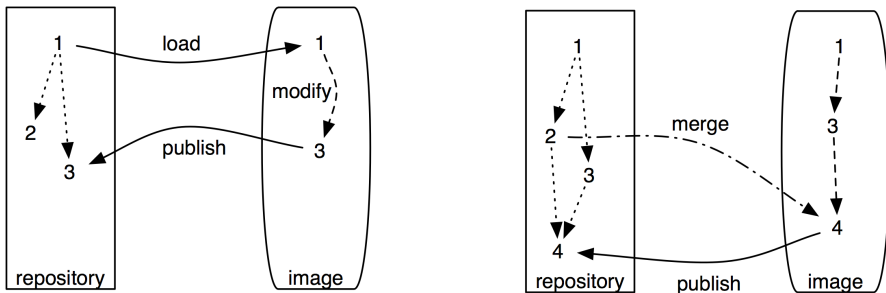 1 load 1
modify
2
publish
3
3
repository image
1 1
2 merge 3
3
4
4
repository publish image